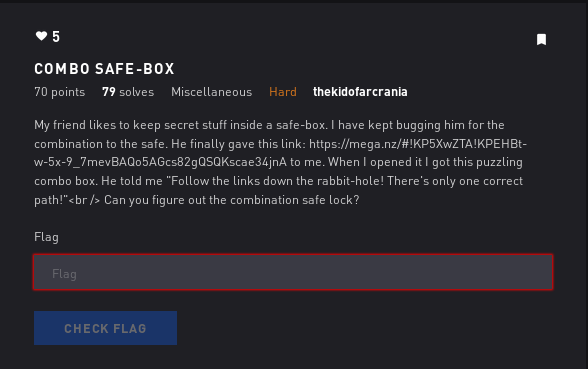 5
COMBO SAFE-BOX
70 points 79 solves Miscellaneous Hard thekidofarcrania
My friend likes to keep secret stuff inside a safe-box. I have kept bugging him for the
combination to the safe. He finally gave this link: https://mega.nz/#!KP5XwZTA!KPEHBt-
w-5x-9_7mevBAQo5AGcs82gQSQKscae34jnA to me. When I opened it I got this puzzling
combo box. He told me "Follow the links down the rabbit-hole! There's only one correct
path!"<br /> Can you figure out the combination safe lock?
Flag
Flag
CHECK FLAG